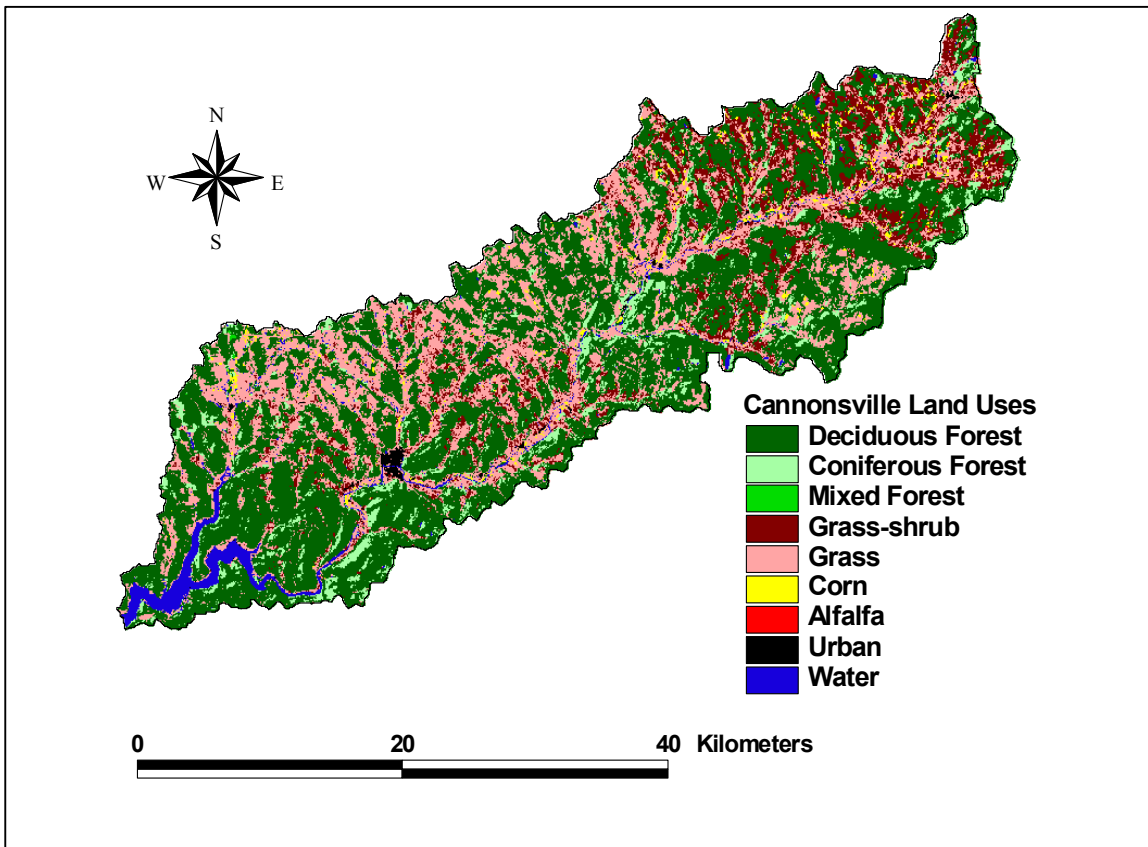 N
W
E
S
Cannonsville Land Uses
Deciduous Forest
Coniferous Forest
Mixed Forest
Grass-shrub
Grass
Corn
Alfalfa
Urban
Water
0 20 40 Kilometers